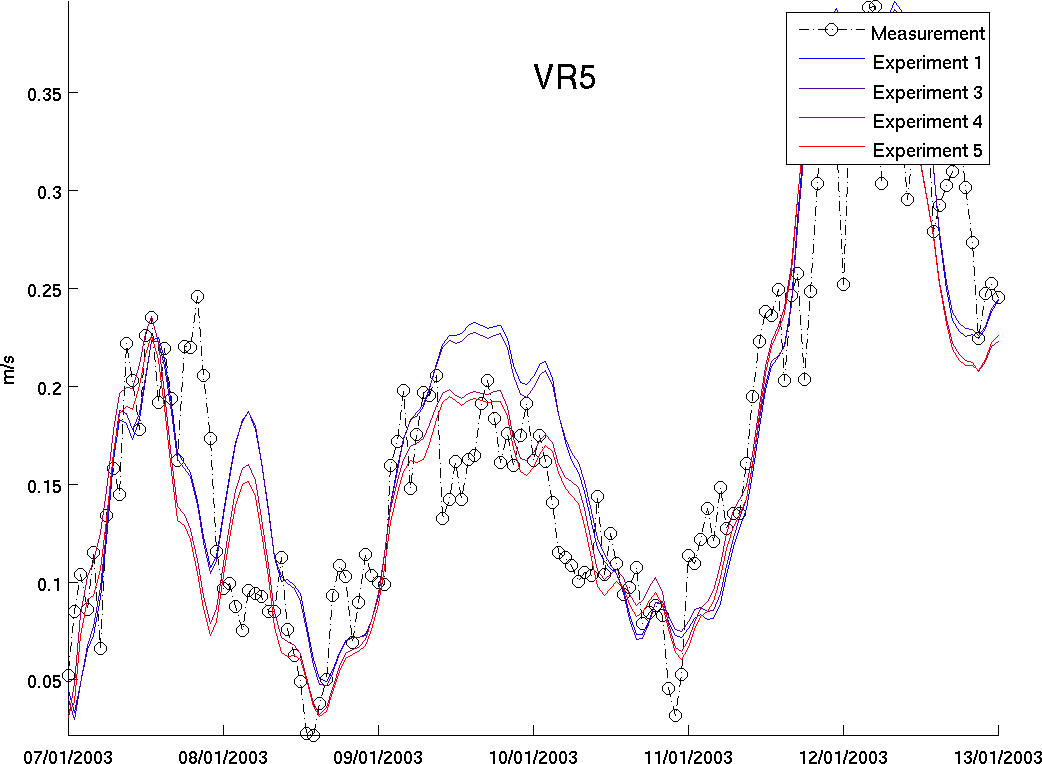 VR5
Measurement
Experiment 1
Experiment 3
Experiment 4
Experiment 5
m/s
0.35
0.3
0.25
0.2
0.15
0.1
0.05
07/01/2003 08/01/2003 09/01/2003 10/01/2003 11/01/2003 12/01/2003 13/01/2003